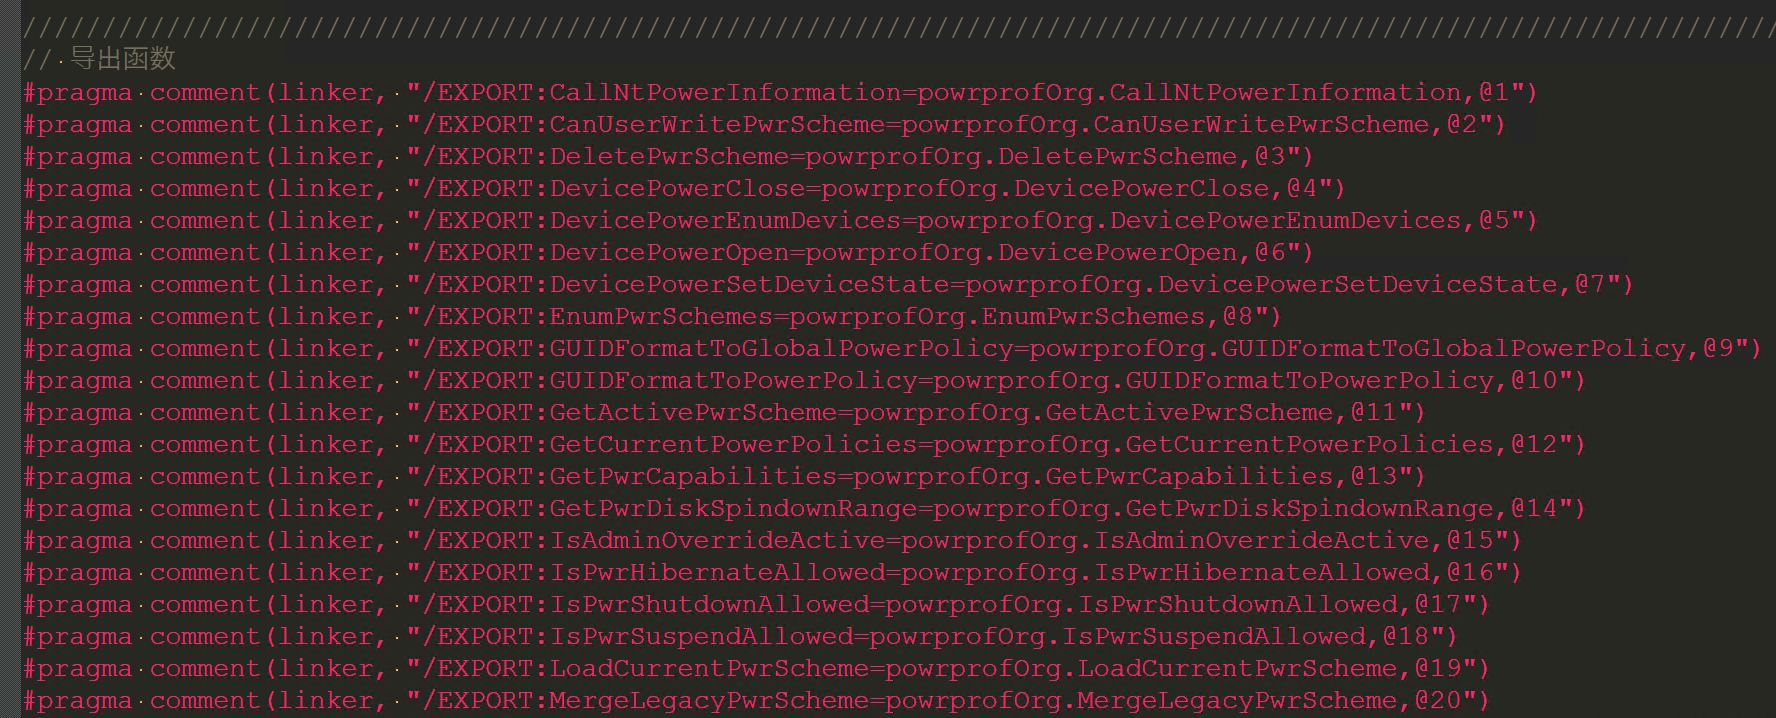 //////////////////////////////////////////////////////////////////////////////////////////////////////////////
// 导出函数
#pragma comment(linker, "/EXPORT:CallNtPowerInformation=powrprofOrg.CallNtPowerInformation,@1")
#pragma comment(linker, "/EXPORT:CanUserWritePwrScheme=powrprofOrg.CanUserWritePwrScheme,@2")
#pragma comment(linker, "/EXPORT:DeletePwrScheme=powrprofOrg.DeletePwrScheme,@3")
#pragma comment(linker, "/EXPORT:DevicePowerClose=powrprofOrg.DevicePowerClose,@4")
#pragma comment(linker, "/EXPORT:DevicePowerEnumDevices=powrprofOrg.DevicePowerEnumDevices,@5")
#pragma comment(linker, "/EXPORT:DevicePowerOpen=powrprofOrg.DevicePowerOpen,@6")
#pragma comment(linker, "/EXPORT:DevicePowerSetDeviceState=powrprofOrg.DevicePowerSetDeviceState,@7")
#pragma comment(linker, "/EXPORT:EnumPwrSchemes=powrprofOrg.EnumPwrSchemes,@8")
#pragma comment(linker, "/EXPORT:GUIDFormatToGlobalPowerPolicy=powrprofOrg.GUIDFormatToGlobalPowerPolicy,@9")
#pragma comment(linker, "/EXPORT:GUIDFormatToPowerPolicy=powrprofOrg.GUIDFormatToPowerPolicy,@10")
#pragma comment(linker, "/EXPORT:GetActivePwrScheme=powrprofOrg.GetActivePwrScheme,@11")
#pragma comment(linker, "/EXPORT:GetCurrentPowerPolicies=powrprofOrg.GetCurrentPowerPolicies,@12")
#pragma comment(linker, "/EXPORT:GetPwrCapabilities=powrprofOrg.GetPwrCapabilities,@13")
#pragma comment(linker, "/EXPORT:GetPwrDiskSpindownRange=powrprofOrg.GetPwrDiskSpindownRange,@14")
#pragma comment(linker, "/EXPORT:IsAdminOverrideActive=powrprofOrg.IsAdminOverrideActive,@15")
#pragma comment(linker, "/EXPORT:IsPwrHibernateAllowed=powrprofOrg.IsPwrHibernateAllowed,@16")
#pragma comment(linker, "/EXPORT:IsPwrShutdownAllowed=powrprofOrg.IsPwrShutdownAllowed,@17")
#pragma comment(linker, "/EXPORT:IsPwrSuspendAllowed=powrprofOrg.IsPwrSuspendAllowed,@18")
#pragma comment(linker, "/EXPORT:LoadCurrentPwrScheme=powrprofOrg.LoadCurrentPwrScheme,@19")
#pragma comment(linker, "/EXPORT:MergeLegacyPwrScheme=powrprofOrg.MergeLegacyPwrScheme,@20")